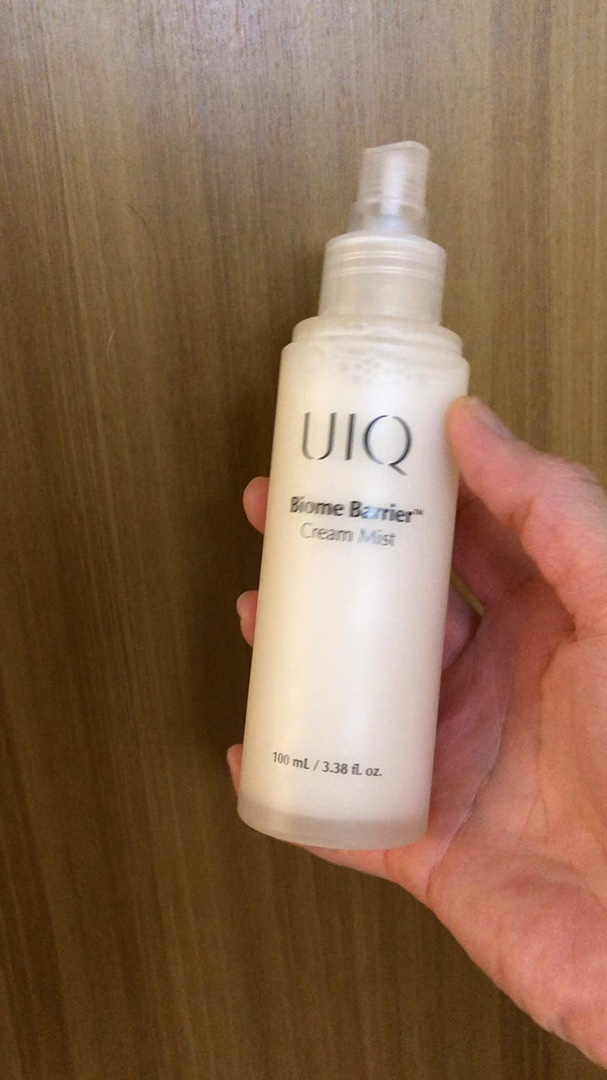 UIQ
Biome Barrier™
Cream Mist
100 mL / 3.38 fl. oz.